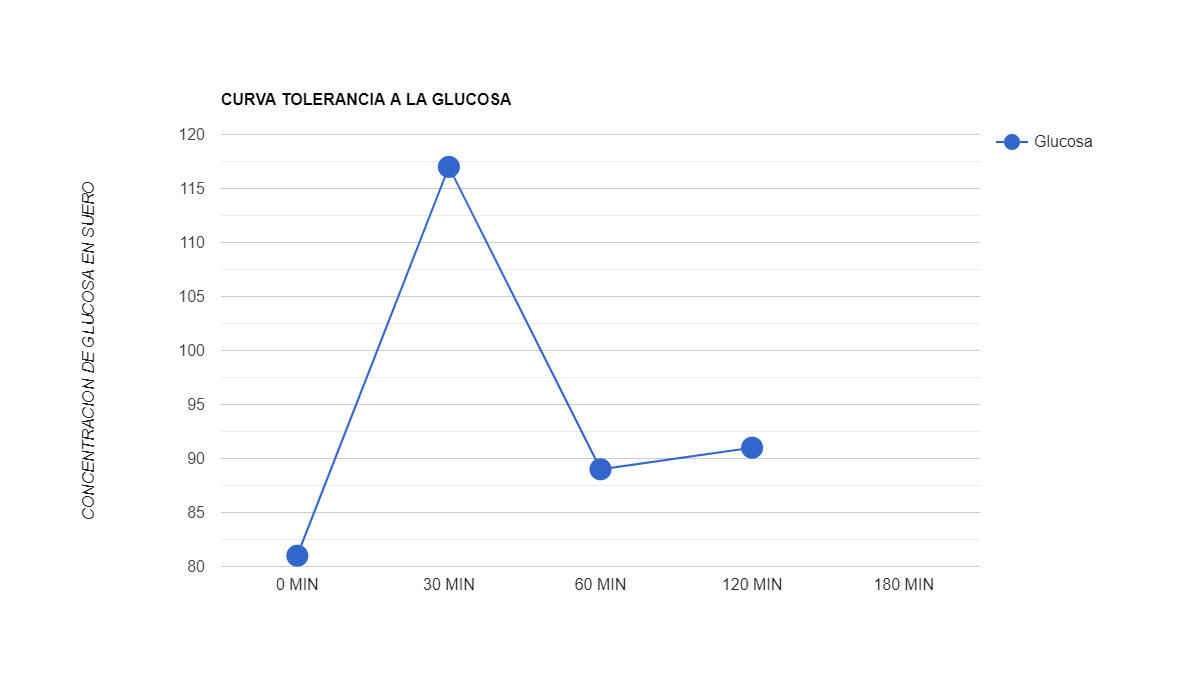 CURVA TOLERANCIA A LA GLUCOSA
120
115
110
105
100
95
90
85
80
0 MIN
30 MIN
60 MIN
120 MIN
180 MIN
CONCENTRACION DE GLUCOSA EN SUERO
Glucosa